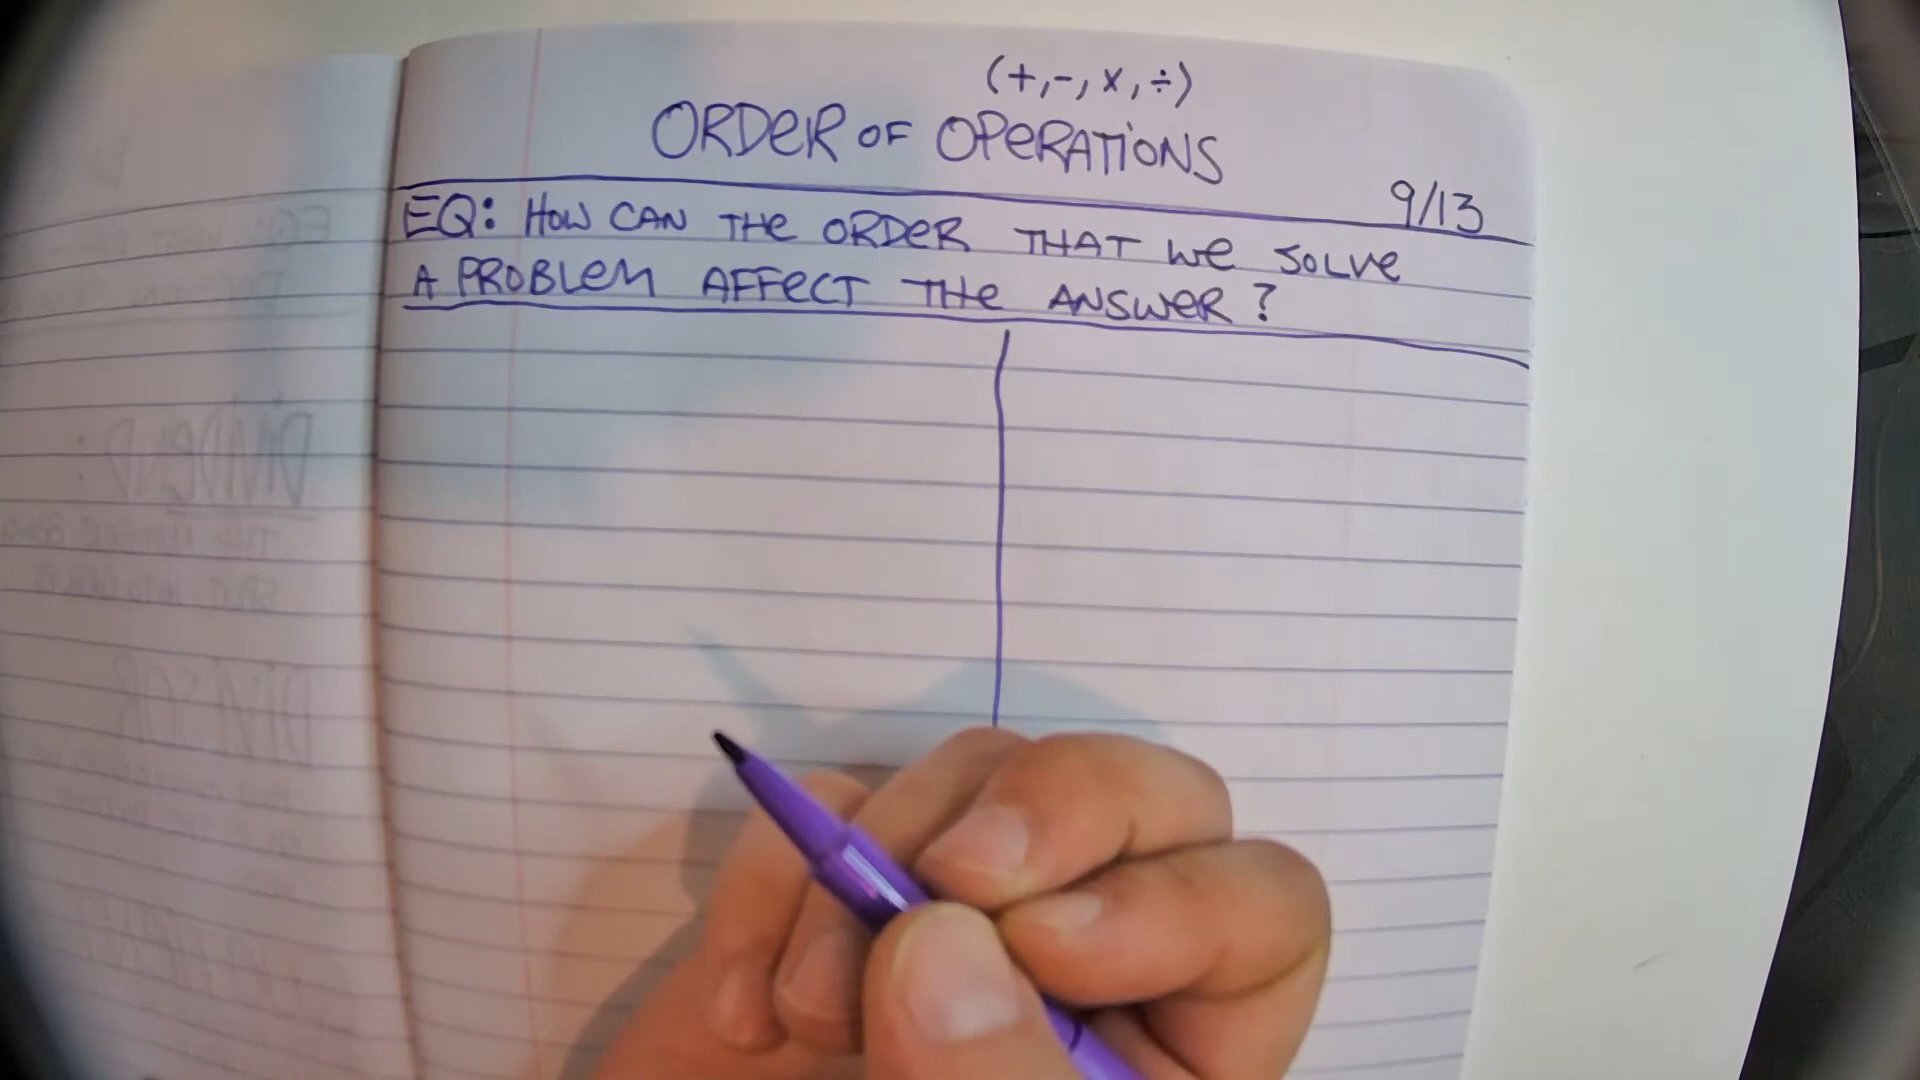 (+,-,x,÷)
ORDER OF OPERATIONS
9/13
EQ: HOW CAN THE ORDER THAT WE SOLVE
A PROBLEM AFFECT THE ANSWER?